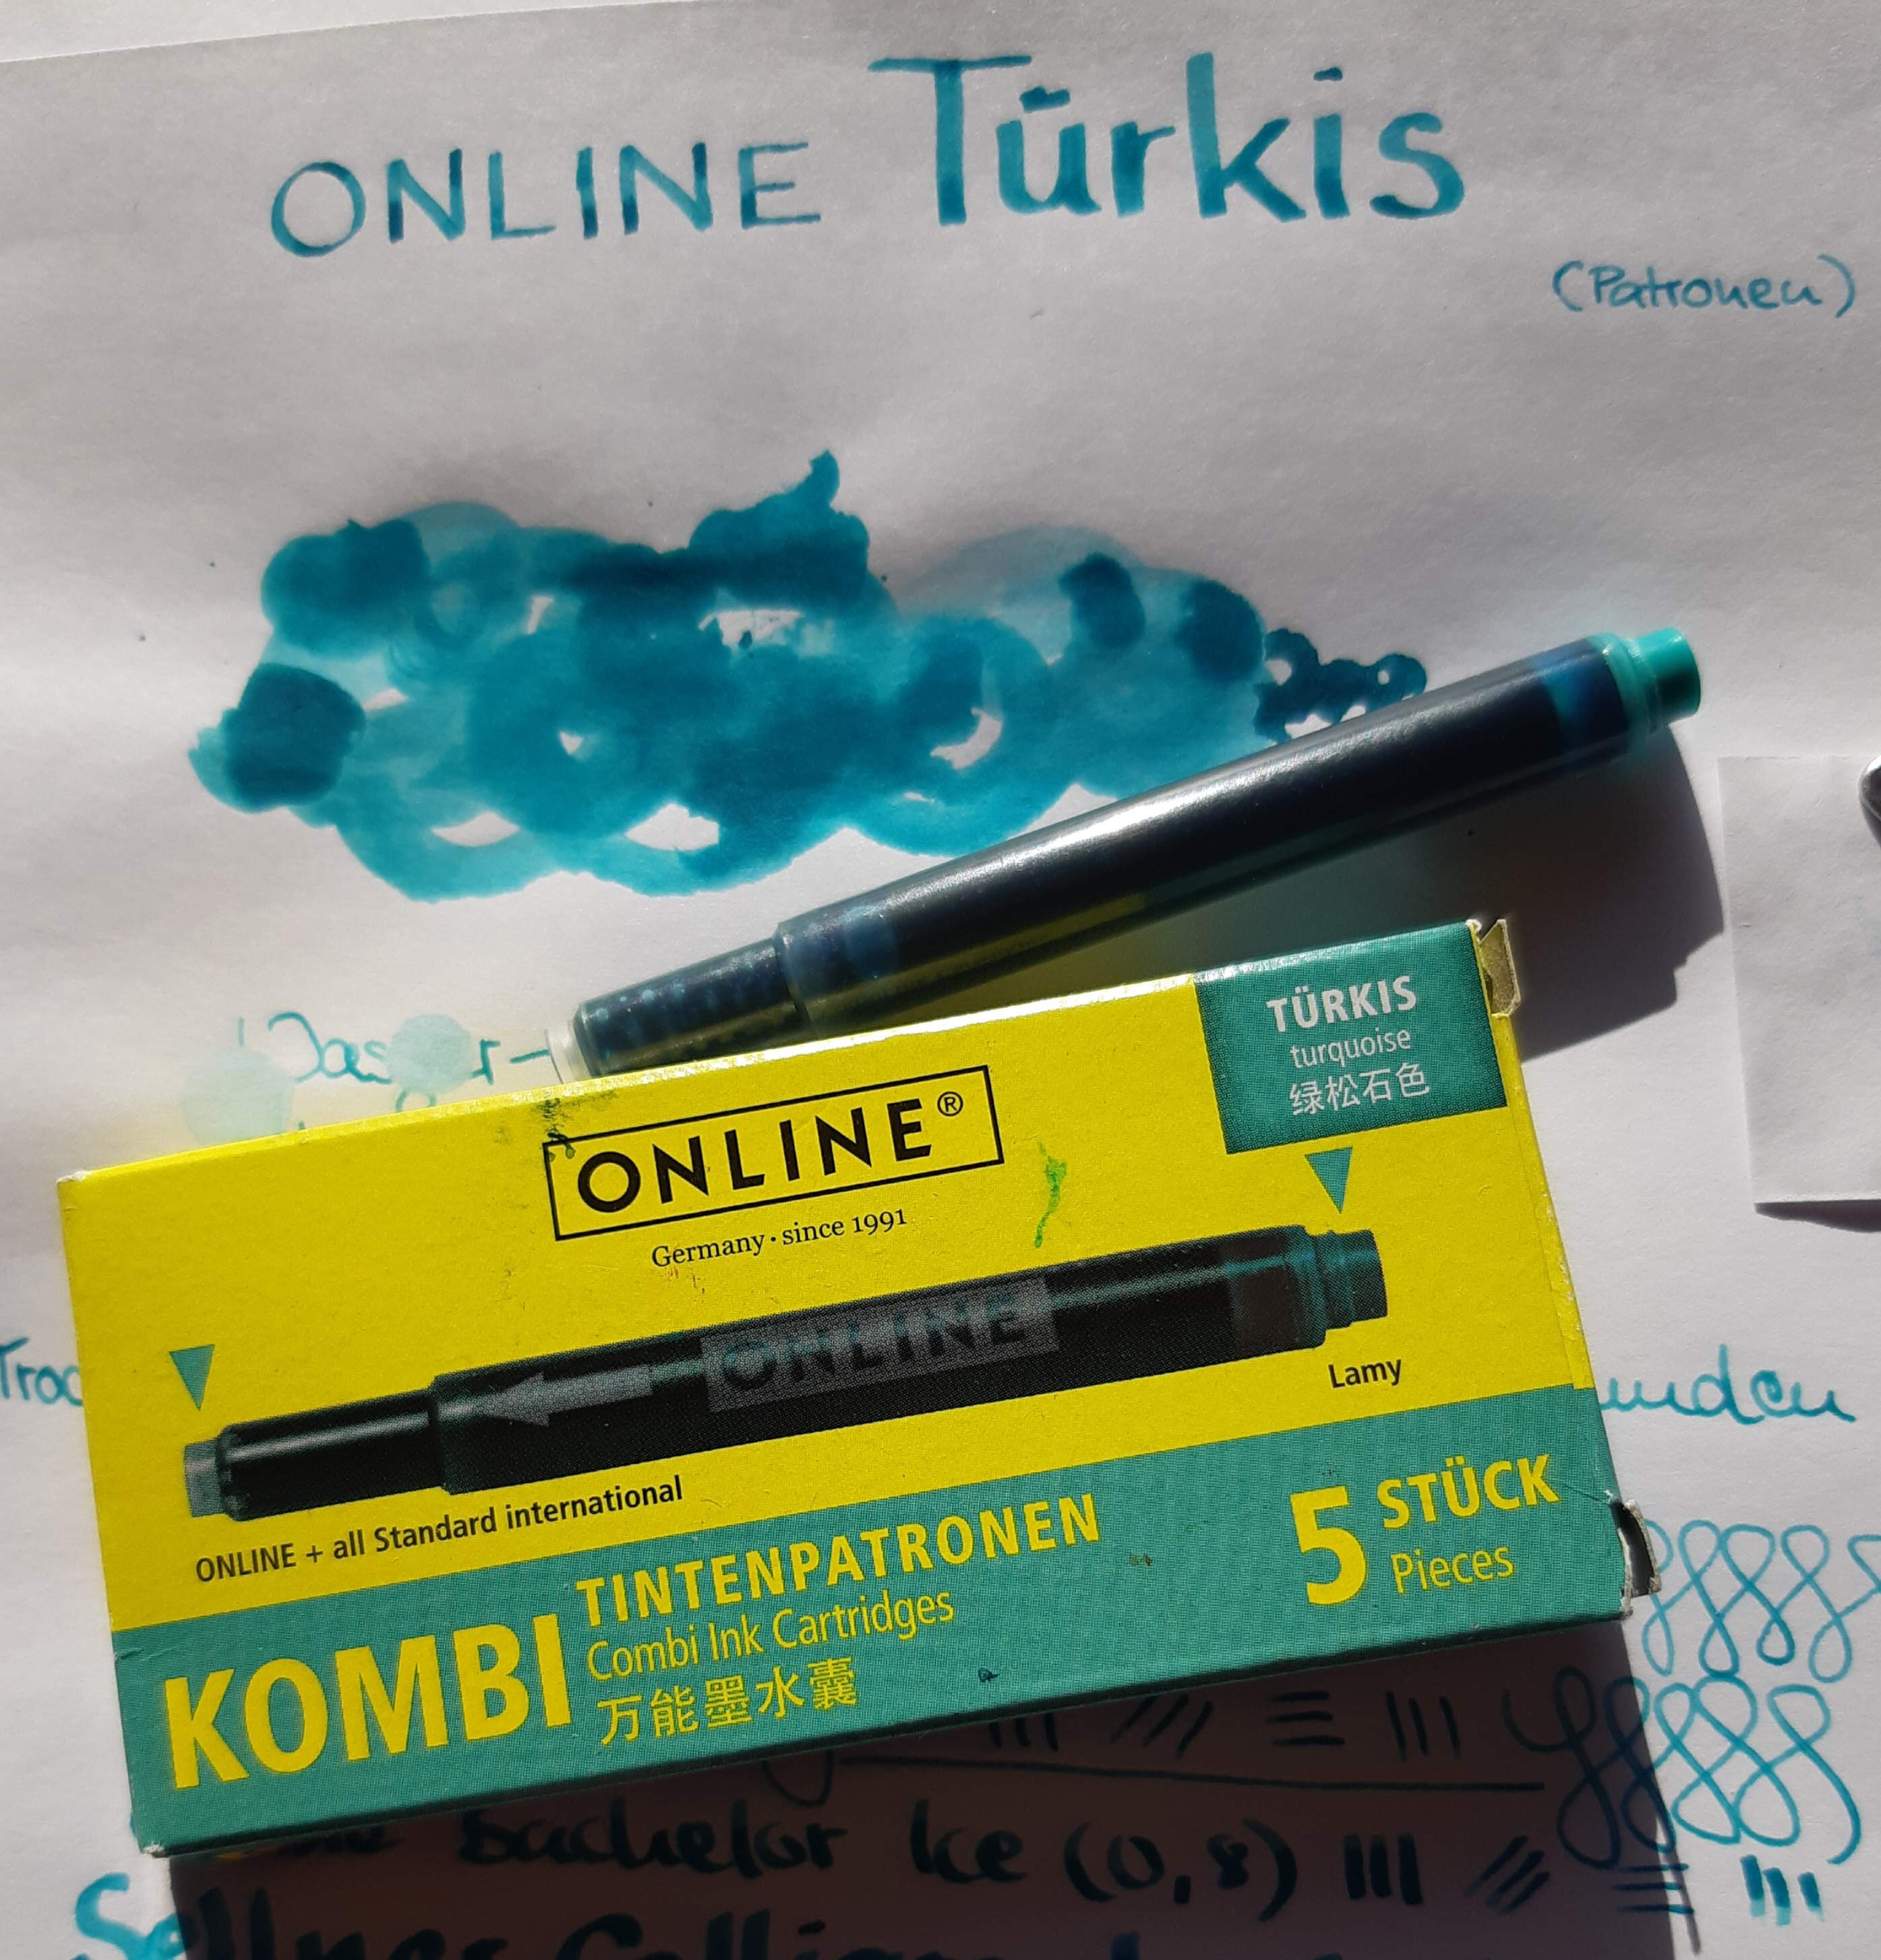 ONLINE Türkis
(Patronen)
TÜRKIS
turquoise
绿松石色
ONLINE®
Germany · since 1991
ONLINE
Lamy
ONLINE + all Standard international
KOMBI
TINTENPATRONEN
Combi Ink Cartridges
万能墨水囊
5 STÜCK
Pieces
Bachelor Ice (0,8)